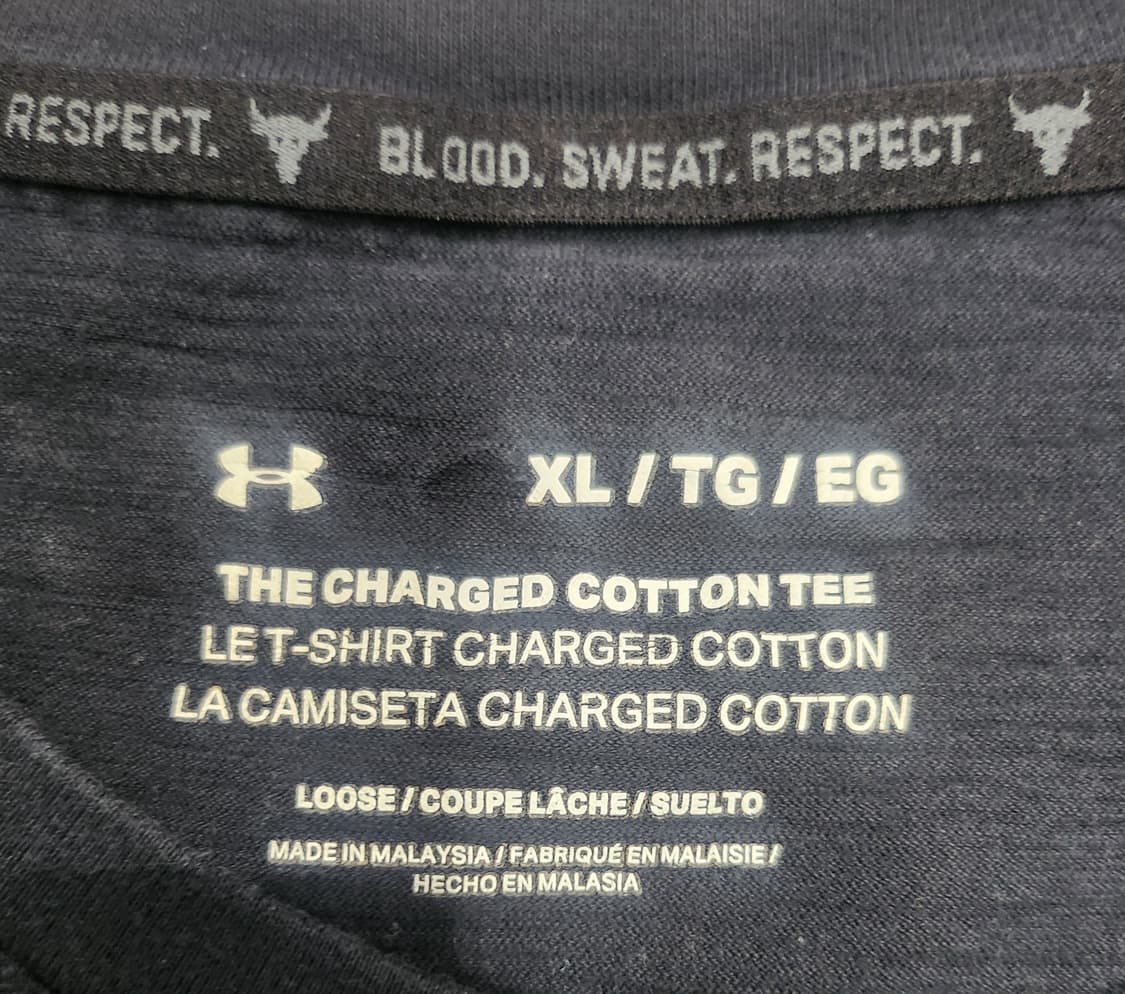 RESPECT. BLOOD. SWEAT. RESPECT.
XL / TG / EG
THE CHARGED COTTON TEE
LE T-SHIRT CHARGED COTTON
LA CAMISETA CHARGED COTTON
LOOSE / COUPE LÂCHE / SUELTO
MADE IN MALAYSIA / FABRIQUÉ EN MALAISIE /
HECHO EN MALASIA